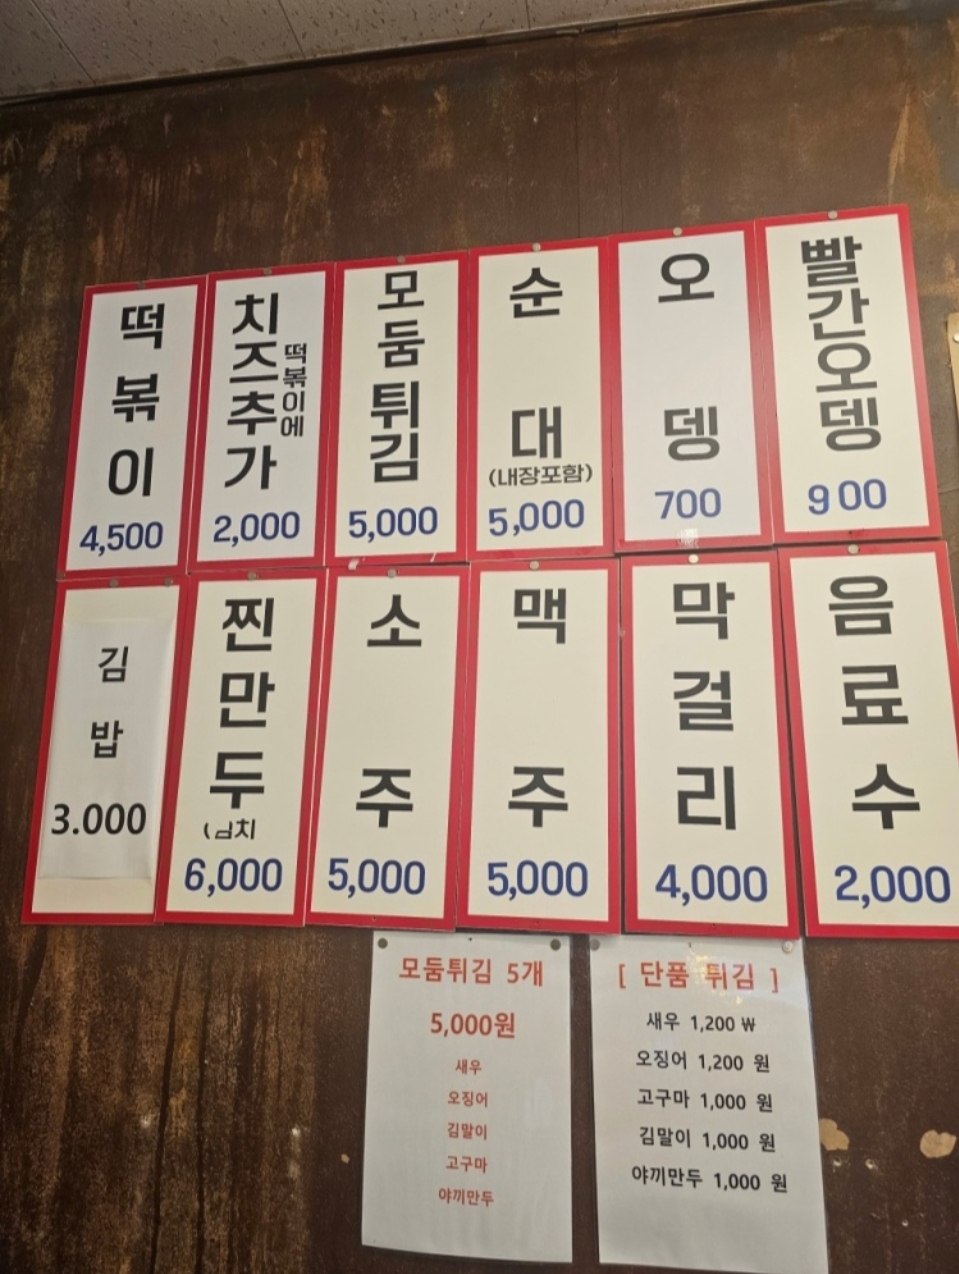 떡볶이
4,500
치즈추가
떡볶이에
2,000
모둠튀김
5,000
순대
(내장포함)
5,000
오뎅
700
빨간오뎅
900
김밥
3.000
찐만두
6,000
소주
5,000
맥주
5,000
막걸리
4,000
음료수
2,000
모둠튀김 5개
5,000원
새우
오징어
김말이
고구마
야끼만두
[ 단품 튀김 ]
새우 1,200 ₩
오징어 1,200 원
고구마 1,000 원
김말이 1,000 원
야끼만두 1,000 원